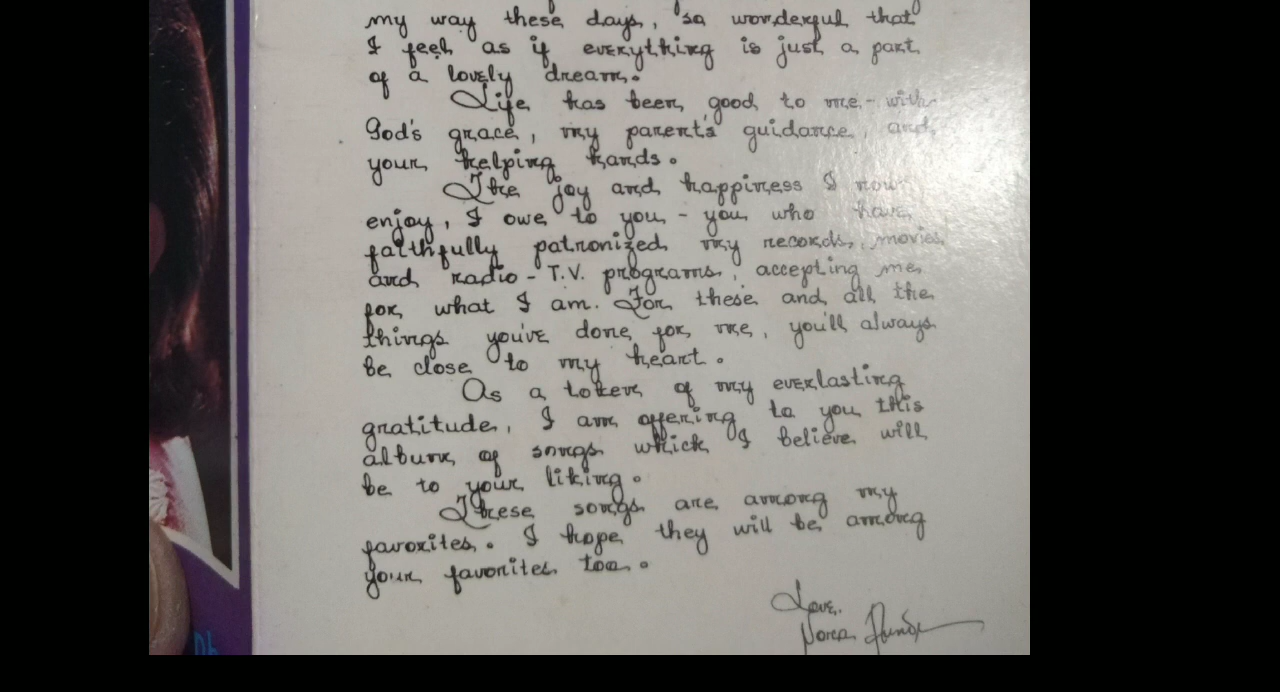 my way these days, so wonderful that
I feel as if everything is just a part
of a lovely dream.
Life has been good to me - with
God's grace, my parent's guidance, and
your helping hands.
The joy and happiness I now
enjoy, I owe to you - you who have
faithfully patronized my records, movies
and radio - T.V. programs, accepting me
for what I am. For these and all the
things you've done for me, you'll always
be close to my heart.
As a token of my everlasting
gratitude, I am offering to you this
album of songs which I believe will
be to your liking.
These songs are among my
favorites. I hope they will be among
your favorites too.
Love,
Nora